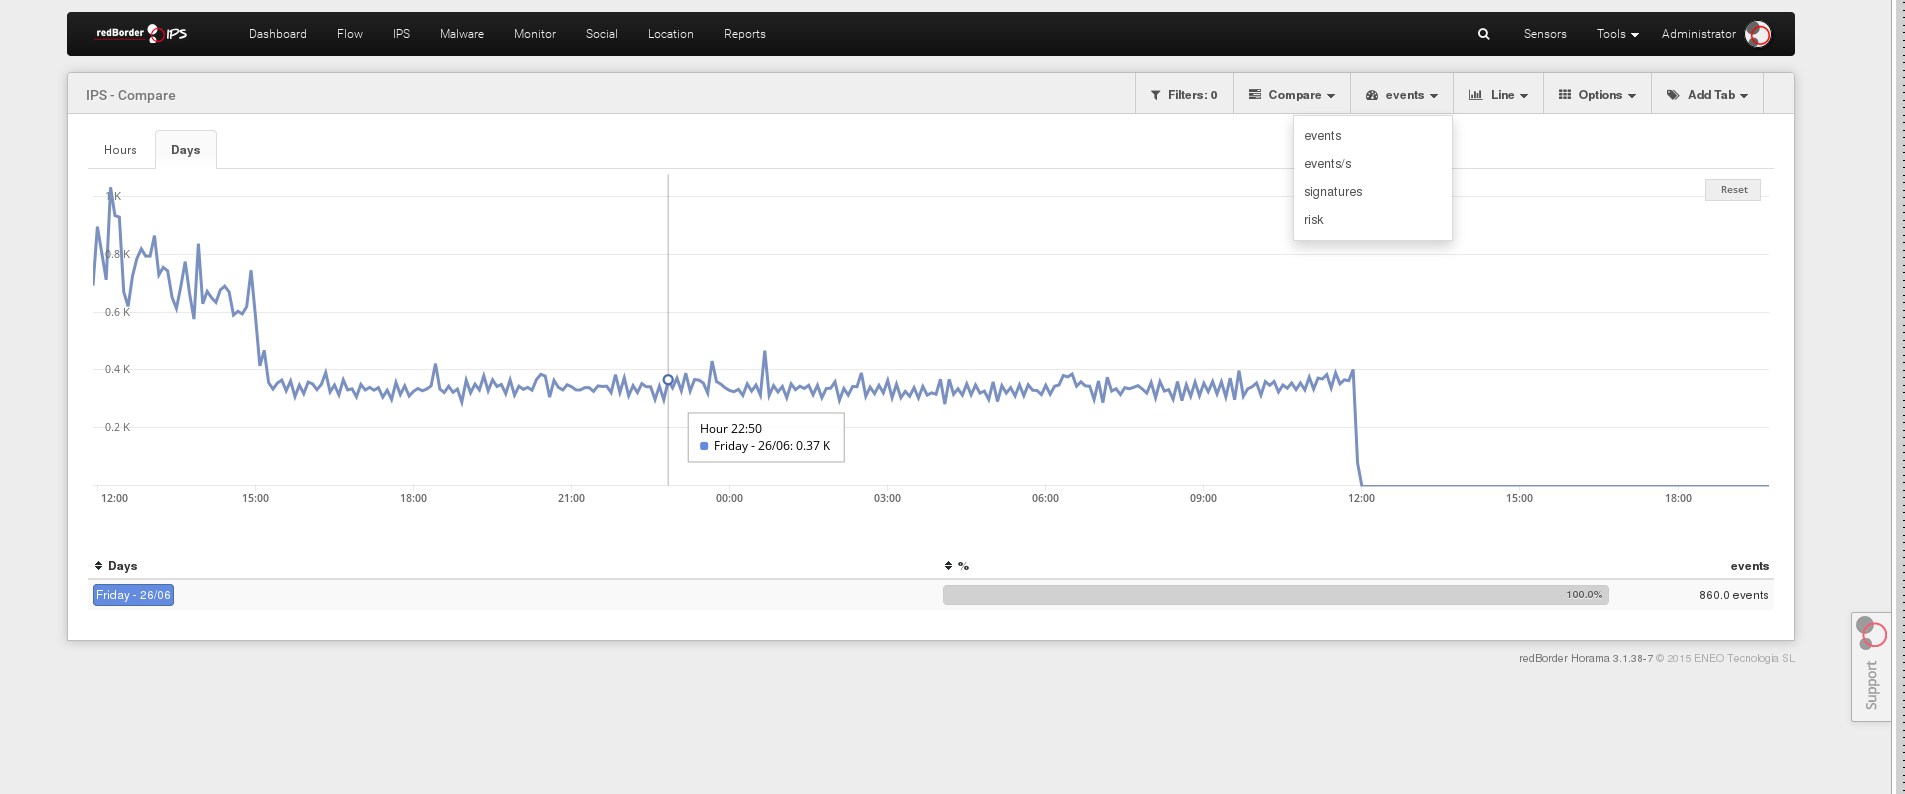 redBorder IPS Dashboard Flow IPS Malware Monitor Social Location Reports Sensors Tools Administrator
IPS - Compare Filters: 0 Compare events Line Options Add Tab
events
events/s
signatures
risk
Hours Days
Reset
1 K
0.8 K
0.6 K
0.4 K
0.2 K
Hour 22:50
Friday - 26/06: 0.37 K
12:00 15:00 18:00 21:00 00:00 03:00 06:00 09:00 12:00 15:00 18:00
Days % events
Friday - 26/06 100.0% 860.0 events
redBorder Horama 3.1.38-7 © 2015 ENEO Tecnologia SL
Support